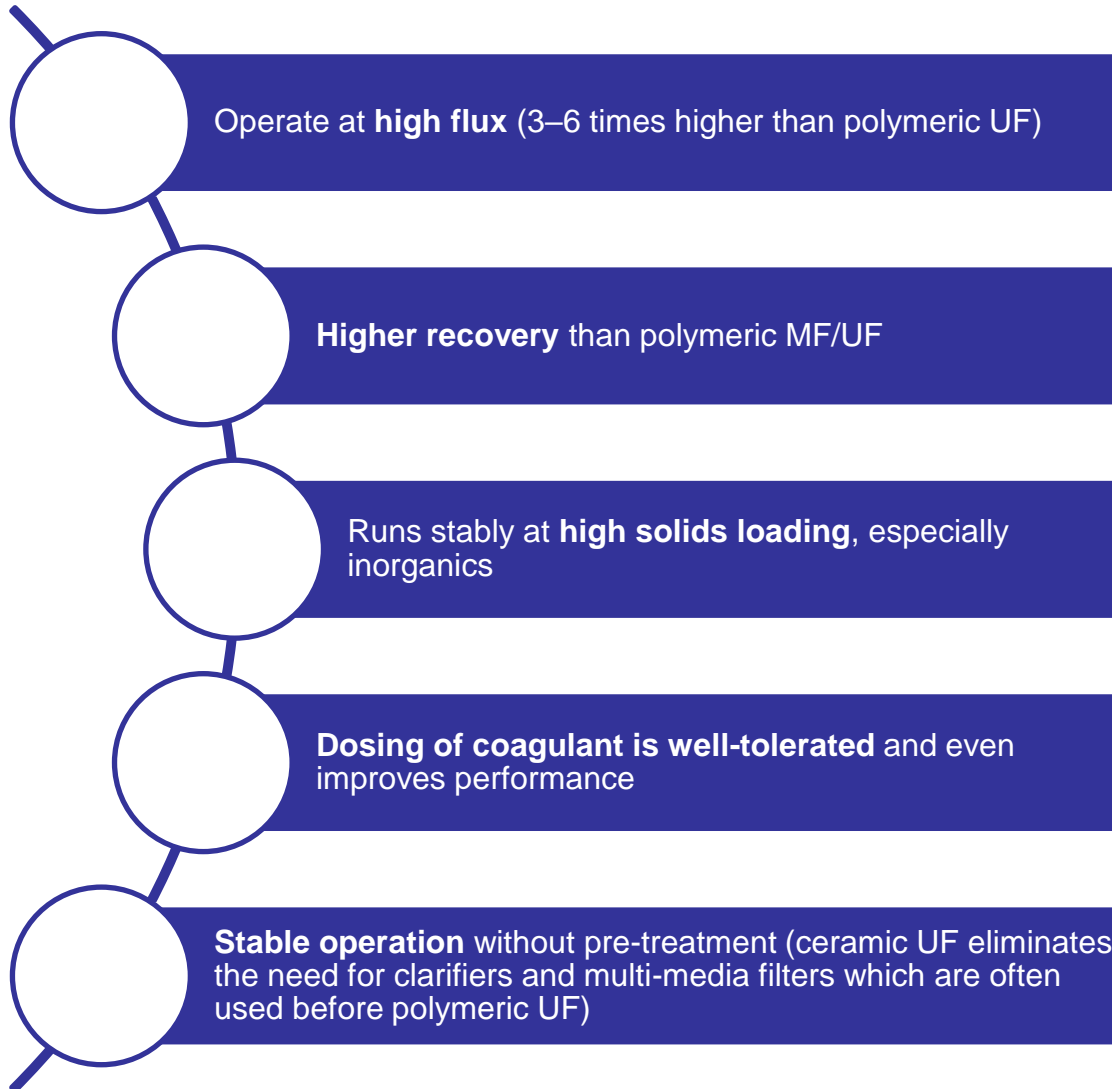 Operate at high flux (3–6 times higher than polymeric UF)
Higher recovery than polymeric MF/UF
Runs stably at high solids loading, especially
inorganics
Dosing of coagulant is well-tolerated and even
improves performance
Stable operation without pre-treatment (ceramic UF eliminates
the need for clarifiers and multi-media filters which are often
used before polymeric UF)